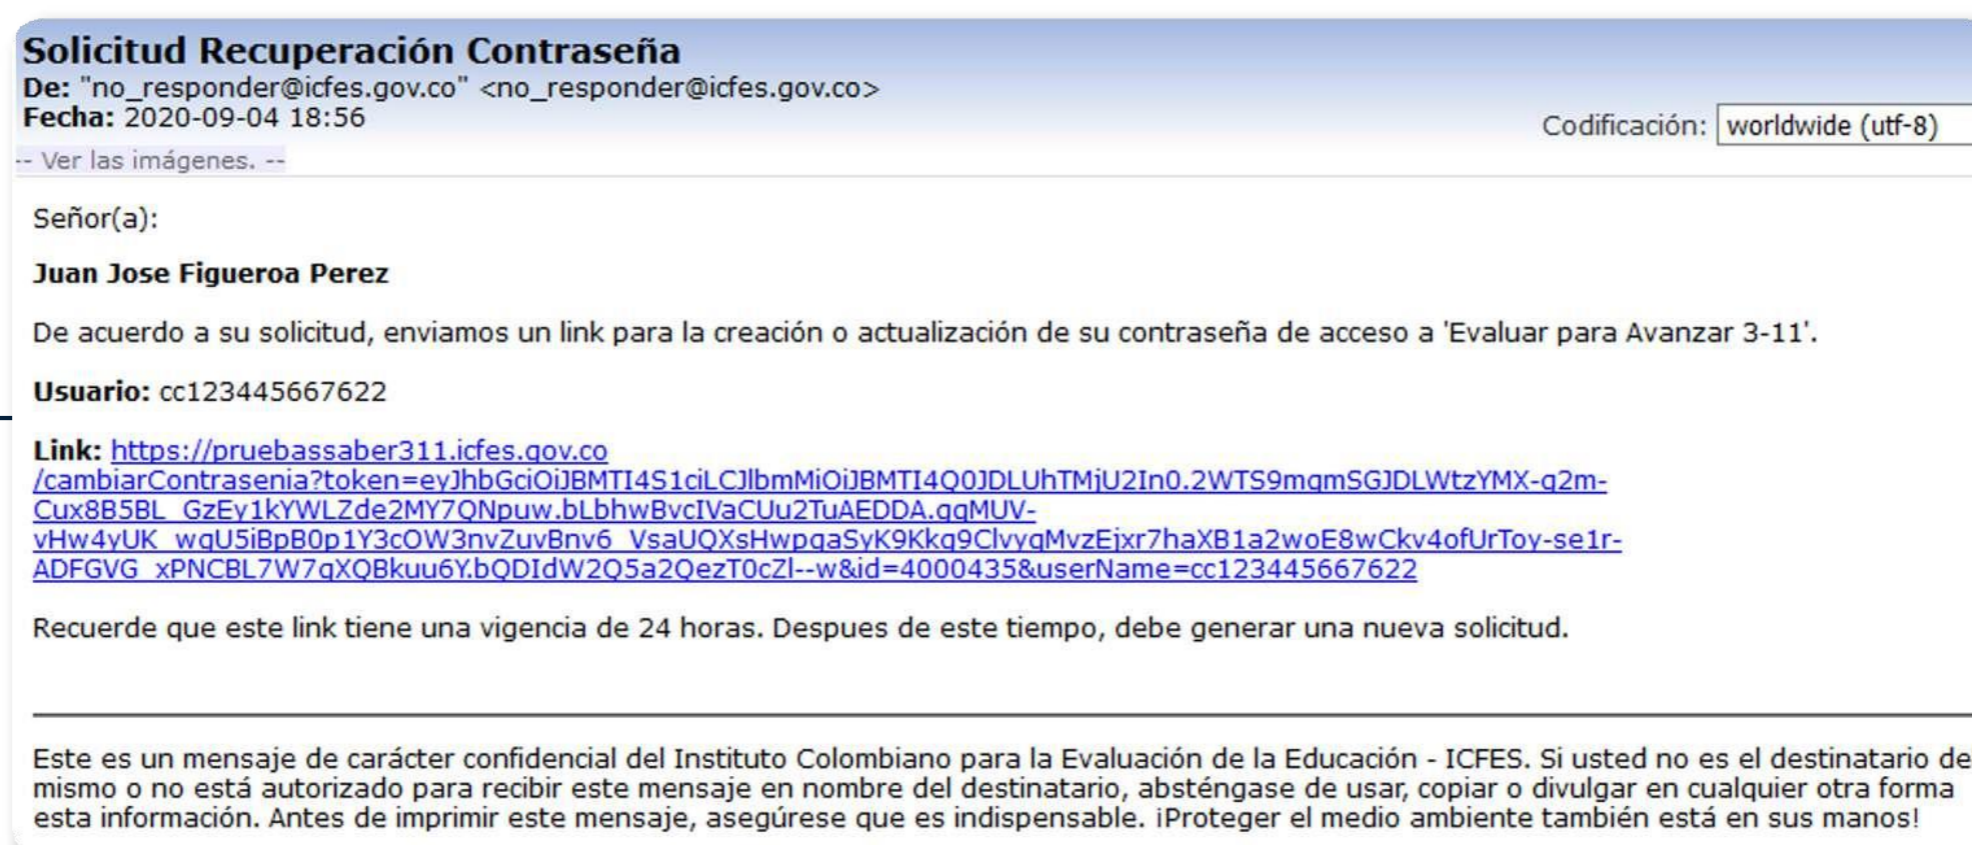 Solicitud Recuperación Contraseña
De: "no_responder@icfes.gov.co" <no_responder@icfes.gov.co>
Fecha: 2020-09-04 18:56
Codificación: worldwide (utf-8)
-- Ver las imágenes. --
Señor(a):
Juan Jose Figueroa Perez
De acuerdo a su solicitud, enviamos un link para la creación o actualización de su contraseña de acceso a 'Evaluar para Avanzar 3-11'.
Usuario: cc123445667622
Link: https://pruebassaber311.icfes.gov.co
/cambiarContrasenia?token=eyJhbGciOiJBMTI4S1ciLCJlbmMiOiJBMTI4Q0JDLUhTMjU2In0.2WTS9mqmSGJDLWtzYMX-q2m-
Cux8B5BL_GzEy1kYWLZde2MY7QNpuw.bLbhwBvcIVaCUu2TuAEDDA.gqMUV-
vHw4yUK_wqU5iBpB0p1Y3cOW3nvZuvBnv6_VsaUQXsHwpqaSyK9Kkq9ClvyqMvzEjxr7haXB1a2woE8wCkv4ofUrToy-se1r-
ADFGVG_xPNCBL7W7qXQBkuu6Y.bQDIdW2Q5a2QezT0cZl--w&id=4000435&userName=cc123445667622
Recuerde que este link tiene una vigencia de 24 horas. Despues de este tiempo, debe generar una nueva solicitud.
Este es un mensaje de carácter confidencial del Instituto Colombiano para la Evaluación de la Educación - ICFES. Si usted no es el destinatario de
mismo o no está autorizado para recibir este mensaje en nombre del destinatario, absténgase de usar, copiar o divulgar en cualquier otra forma
esta información. Antes de imprimir este mensaje, asegúrese que es indispensable. ¡Proteger el medio ambiente también está en sus manos!